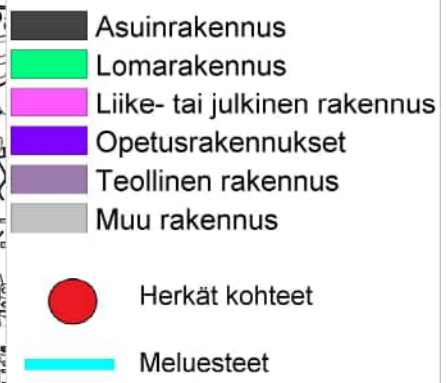 Asuinrakennus
Lomarakennus
Liike- tai julkinen rakennus
Opetusrakennukset
Teollinen rakennus
Muu rakennus
Herkät kohteet
Meluesteet